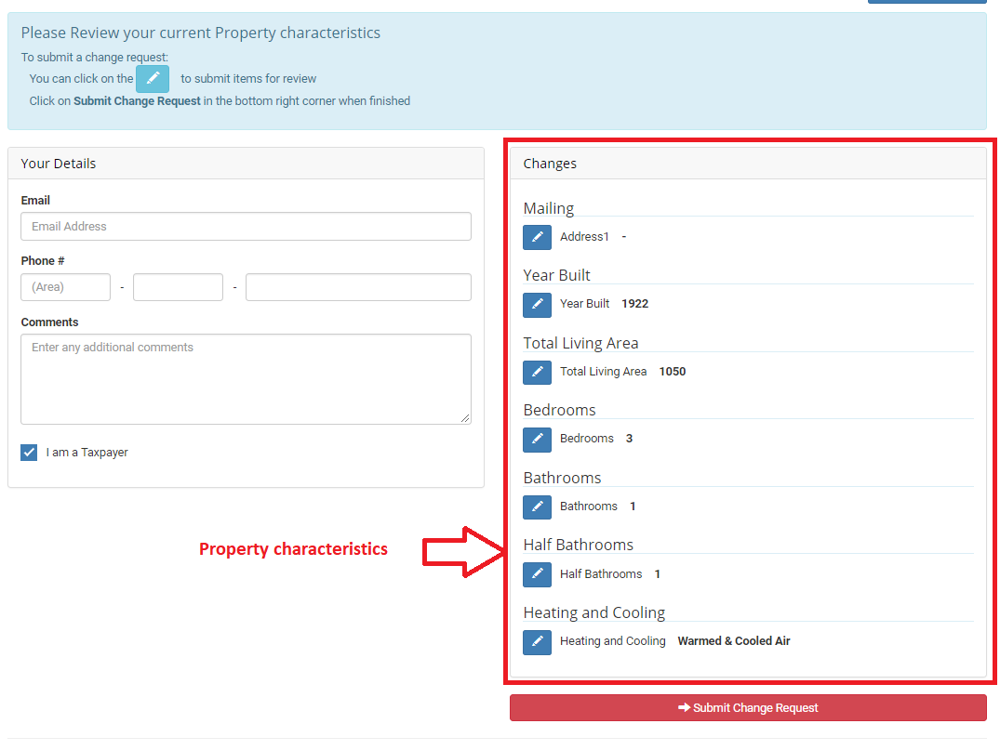 Please Review your current Property characteristics
To submit a change request:
You can click on the to submit items for review
Click on Submit Change Request in the bottom right corner when finished
Your Details
Email
Email Address
Phone #
(Area) - -
Comments
Enter any additional comments
I am a Taxpayer
Property characteristics
Changes
Mailing
Address1 -
Year Built
Year Built 1922
Total Living Area
Total Living Area 1050
Bedrooms
Bedrooms 3
Bathrooms
Bathrooms 1
Half Bathrooms
Half Bathrooms 1
Heating and Cooling
Heating and Cooling Warmed & Cooled Air
Submit Change Request